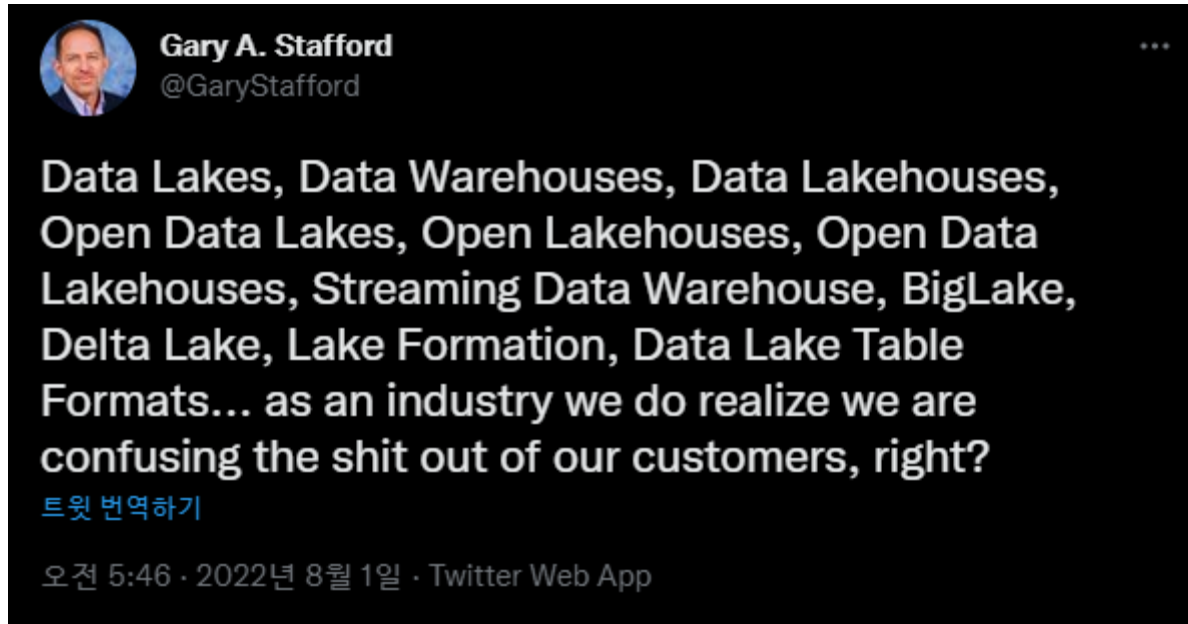 Gary A. Stafford
@GaryStafford
Data Lakes, Data Warehouses, Data Lakehouses,
Open Data Lakes, Open Lakehouses, Open Data
Lakehouses, Streaming Data Warehouse, BigLake,
Delta Lake, Lake Formation, Data Lake Table
Formats... as an industry we do realize we are
confusing the shit out of our customers, right?
트윗 번역하기
오전 5:46 · 2022년 8월 1일 · Twitter Web App